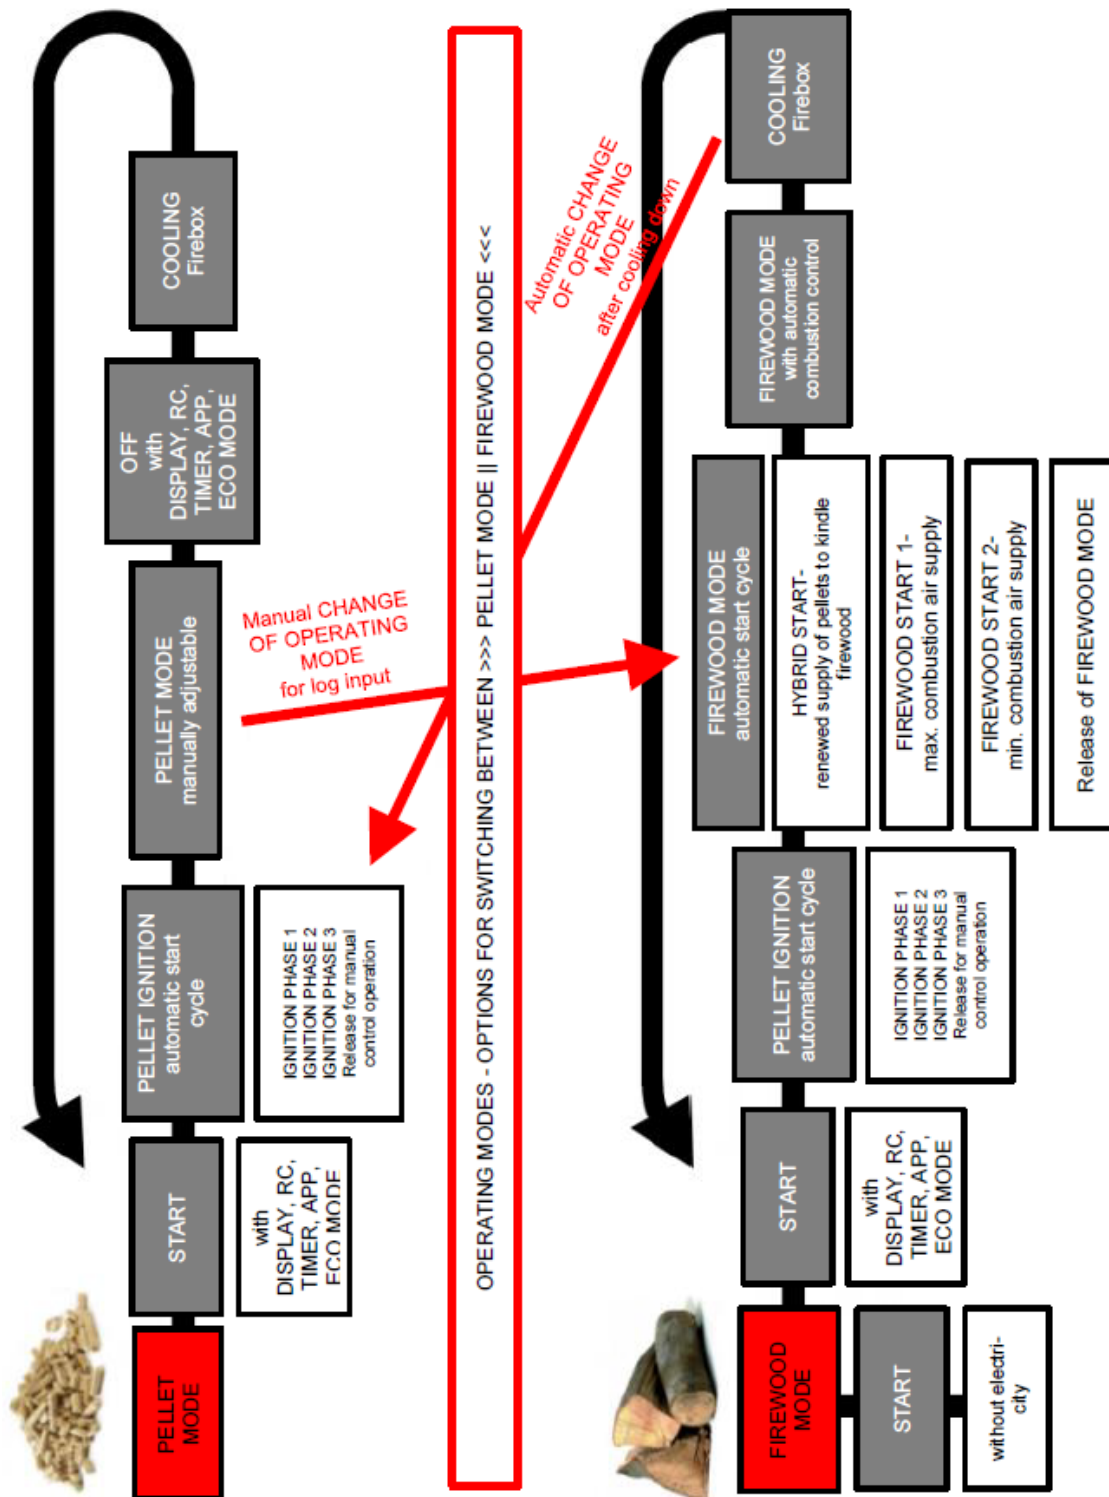 PELLET
MODE
START
with
DISPLAY, RC,
TIMER, APP,
ECO MODE
PELLET IGNITION
automatic start
cycle
IGNITION PHASE 1
IGNITION PHASE 2
IGNITION PHASE 3
Release for manual
control operation
PELLET MODE
manually adjustable
OFF
with
DISPLAY, RC,
TIMER, APP,
ECO MODE
COOLING
Firebox
Manual CHANGE
OF OPERATING
MODE
for log input
OPERATING MODES - OPTIONS FOR SWITCHING BETWEEN >>> PELLET MODE || FIREWOOD MODE <<<
Automatic CHANGE
OF OPERATING
MODE
after cooling down
FIREWOOD
MODE
START
without electri-
city
START
with
DISPLAY, RC,
TIMER, APP,
ECO MODE
PELLET IGNITION
automatic start cycle
IGNITION PHASE 1
IGNITION PHASE 2
IGNITION PHASE 3
Release for manual
control operation
FIREWOOD MODE
automatic start cycle
HYBRID START-
renewed supply of pellets to kindle
firewood
FIREWOOD START 1-
max. combustion air supply
FIREWOOD START 2-
min. combustion air supply
Release of FIREWOOD MODE
FIREWOOD MODE
with automatic
combustion control
COOLING
Firebox